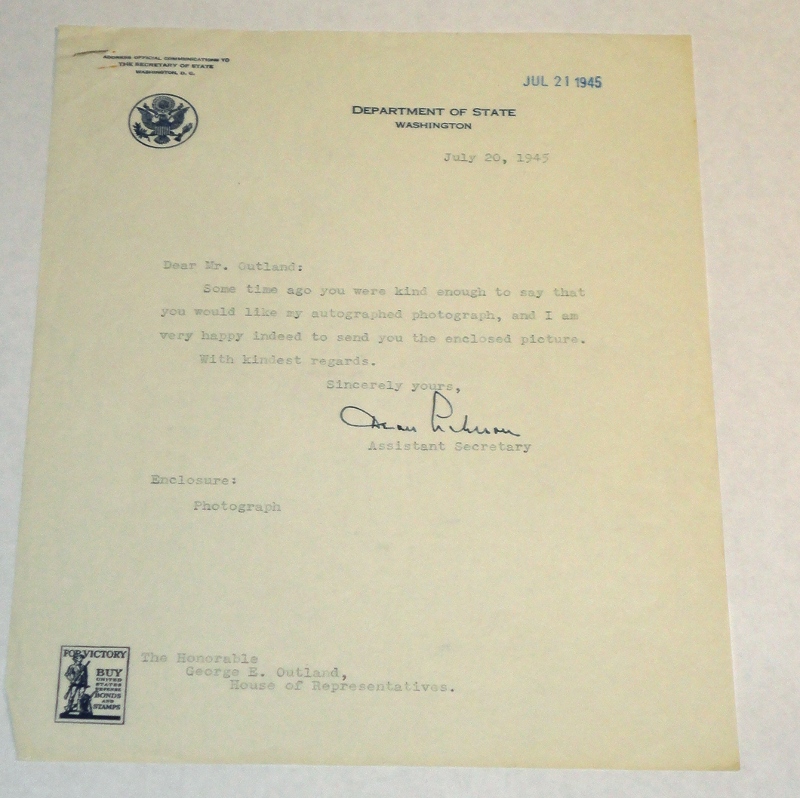 ADDRESS OFFICIAL COMMUNICATIONS TO
THE SECRETARY OF STATE
WASHINGTON, D. C.
JUL 21 1945
DEPARTMENT OF STATE
WASHINGTON
July 20, 1945
Dear Mr. Outland:
Some time ago you were kind enough to say that
you would like my autographed photograph, and I am
very happy indeed to send you the enclosed picture.
With kindest regards.
Sincerely yours,
Dean Acheson
Assistant Secretary
Enclosure:
Photograph
FOR VICTORY
BUY
UNITED
STATES
DEFENSE
BONDS
AND
STAMPS
The Honorable
George E. Outland,
House of Representatives.